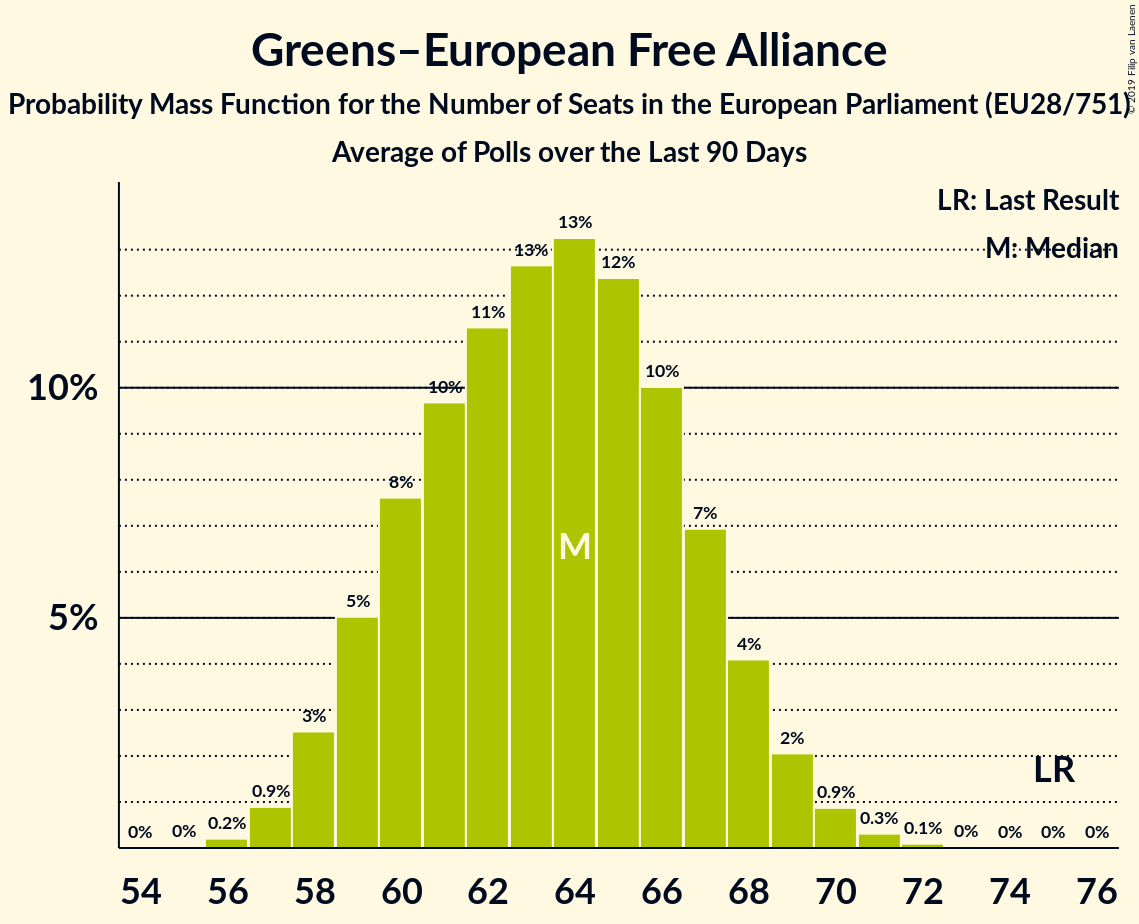 Greens–European Free Alliance
Probability Mass Function for the Number of Seats in the European Parliament (EU28/751)
Average of Polls over the Last 90 Days
© 2019 Filip van Laenen
LR: Last Result
M: Median
10%
5%
0%
0%
0.2%
0.9%
3%
5%
8%
10%
11%
13%
13%
12%
10%
7%
4%
2%
0.9%
0.3%
0.1%
0%
0%
0%
0%
M
LR
54 56 58 60 62 64 66 68 70 72 74 76